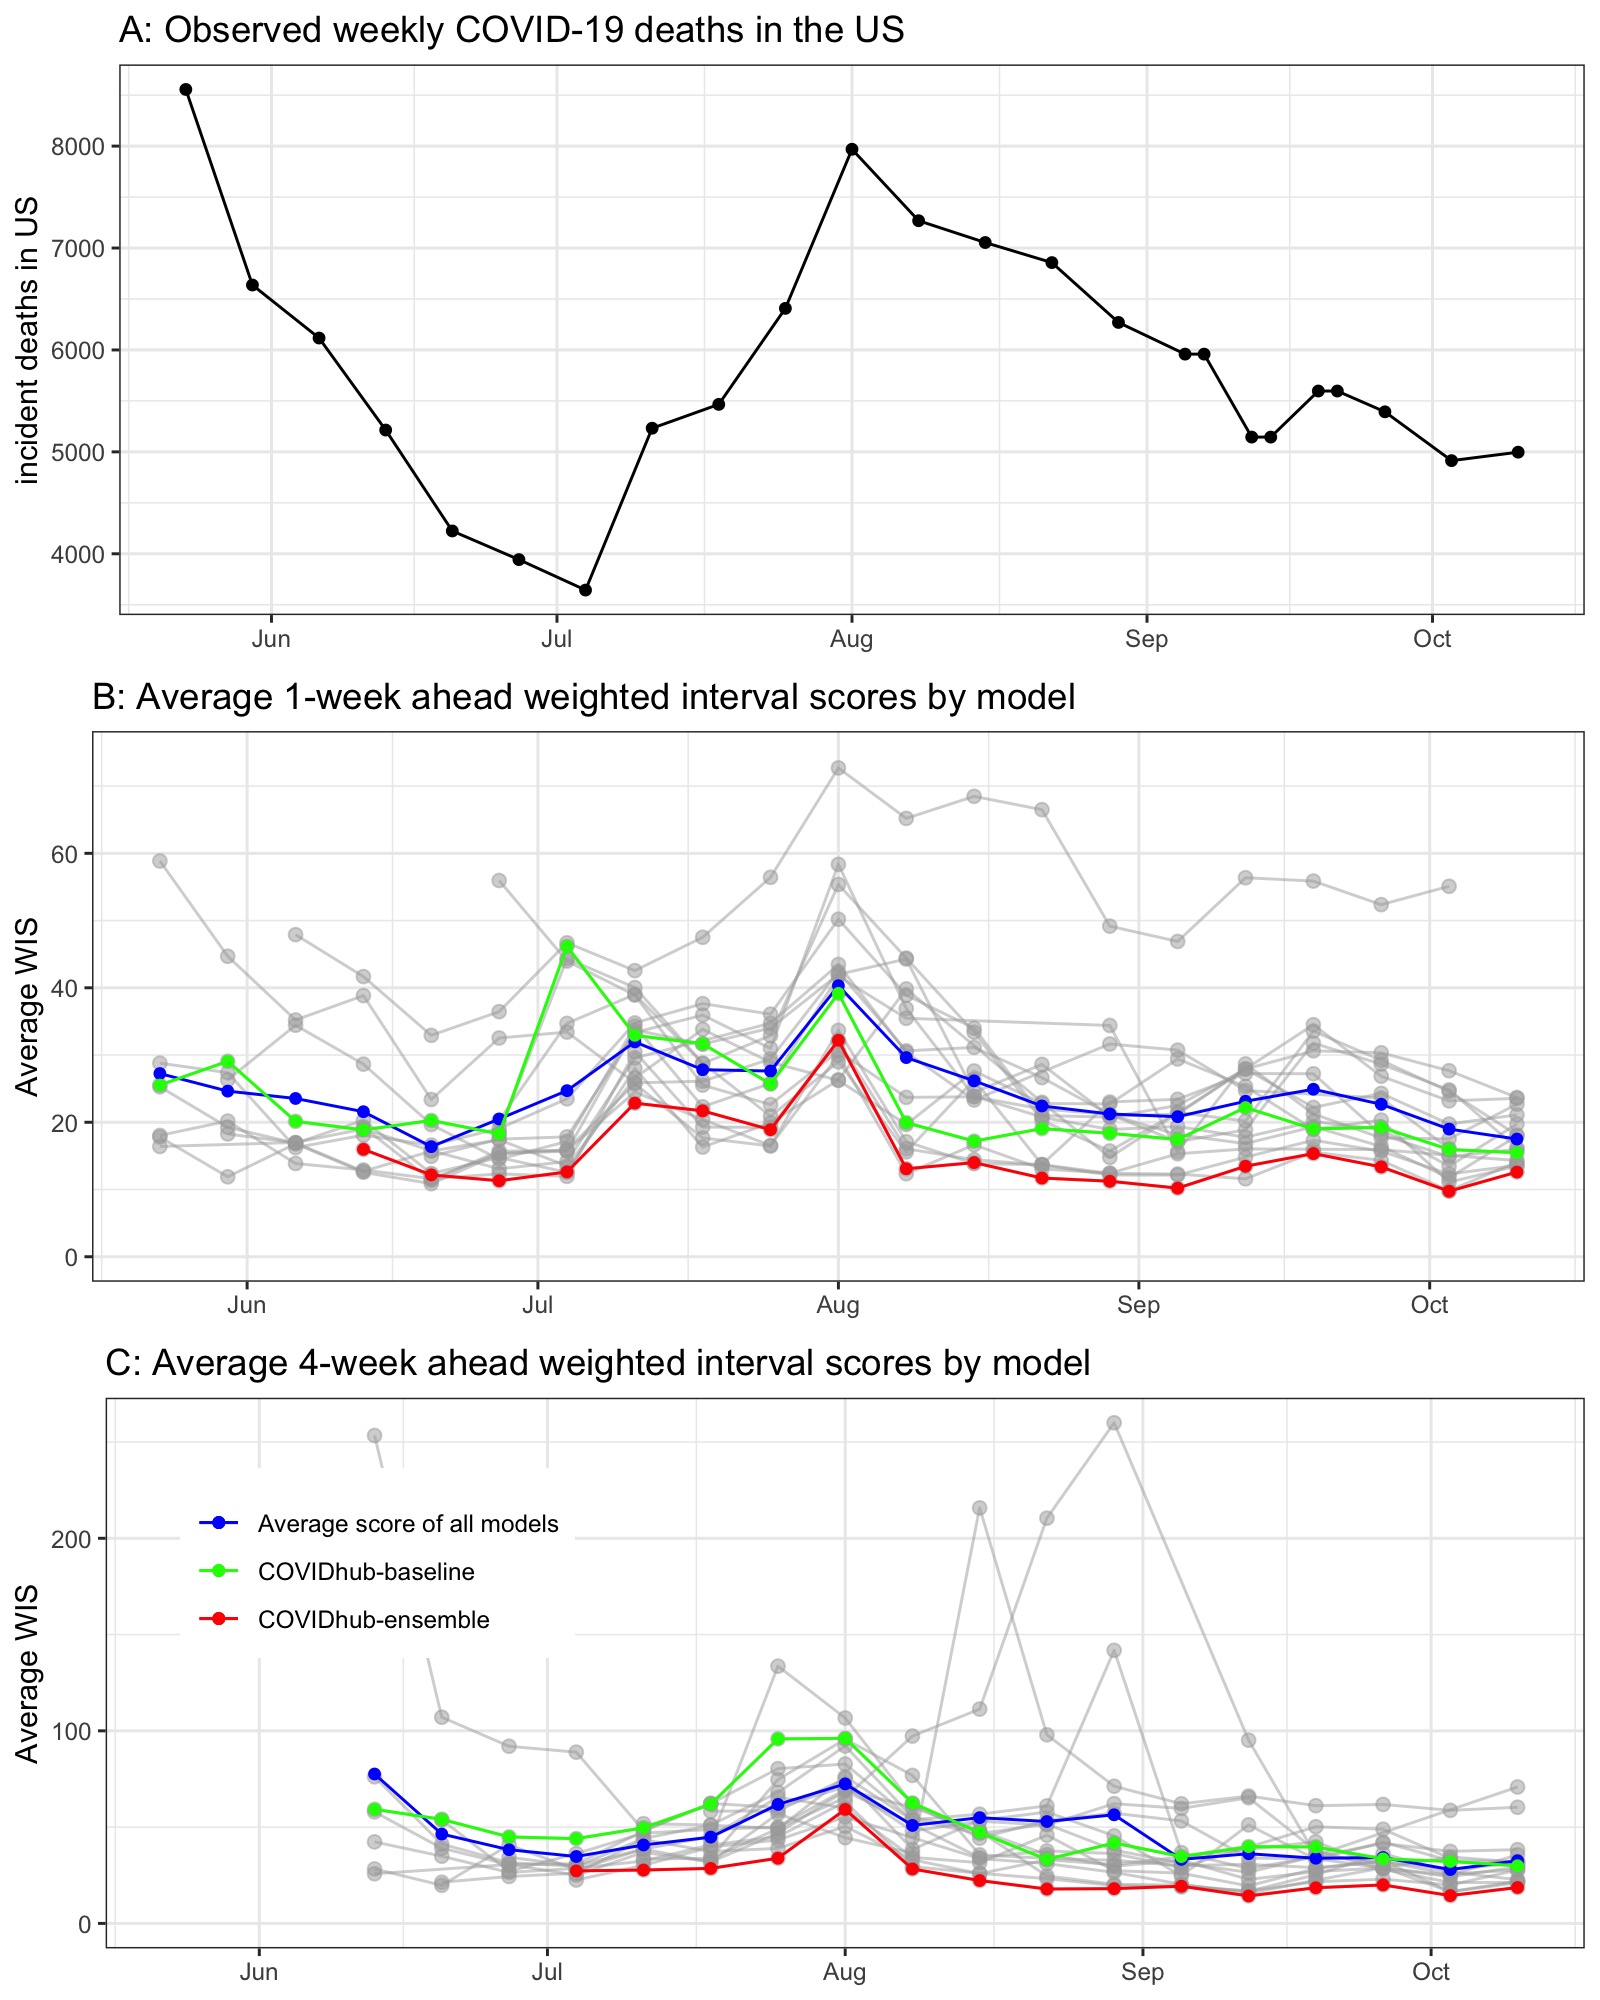 A: Observed weekly COVID-19 deaths in the US
incident deaths in US
8000
7000
6000
5000
4000
Jun Jul Aug Sep Oct
B: Average 1-week ahead weighted interval scores by model
Average WIS
60
40
20
0
Jun Jul Aug Sep Oct
C: Average 4-week ahead weighted interval scores by model
Average WIS
200
100
0
Average score of all models
COVIDhub-baseline
COVIDhub-ensemble
Jun Jul Aug Sep Oct